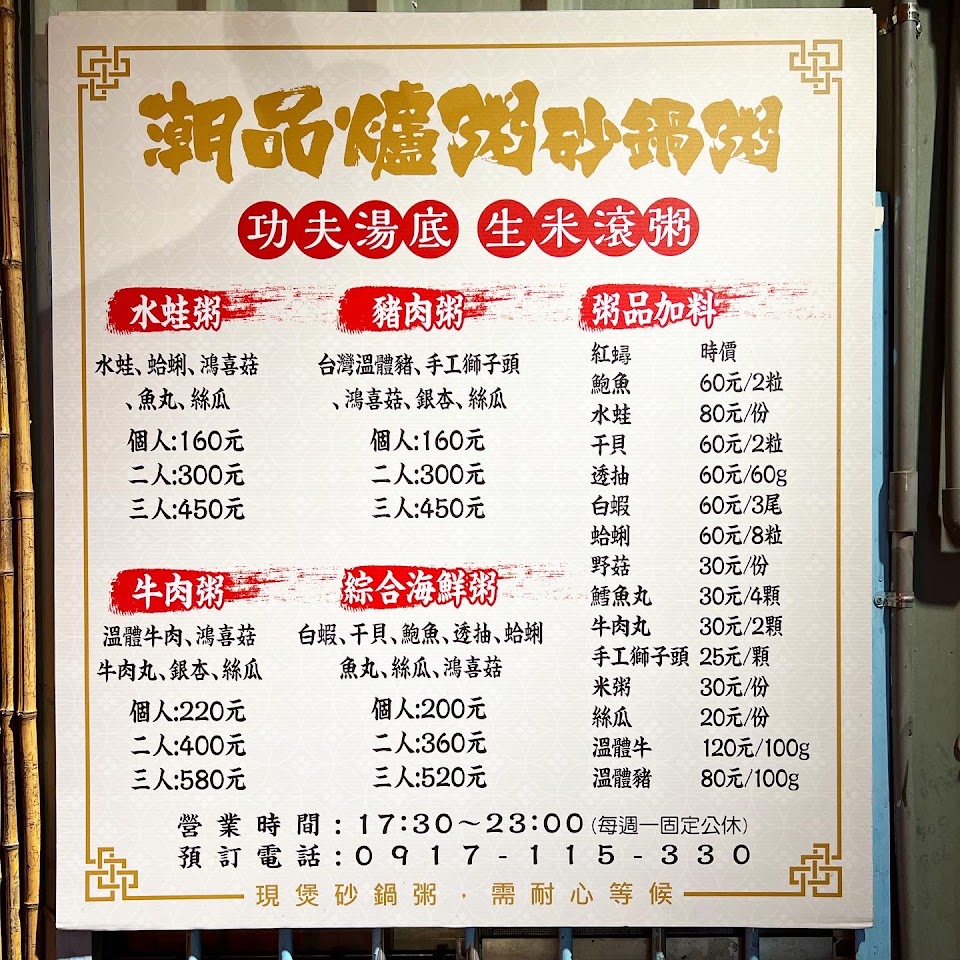 潮品爐粥砂鍋粥
功夫湯底 生米滾粥
水蛙粥
水蛙、蛤蜊、鴻喜菇
、魚丸、絲瓜
個人:160元
二人:300元
三人:450元
豬肉粥
台灣溫體豬、手工獅子頭
、鴻喜菇、銀杏、絲瓜
個人:160元
二人:300元
三人:450元
牛肉粥
溫體牛肉、鴻喜菇
牛肉丸、銀杏、絲瓜
個人:220元
二人:400元
三人:580元
綜合海鮮粥
白蝦、干貝、鮑魚、透抽、蛤蜊
魚丸、絲瓜、鴻喜菇
個人:200元
二人:360元
三人:520元
粥品加料
紅蟳 時價
鮑魚 60元/2粒
水蛙 80元/份
干貝 60元/2粒
透抽 60元/60g
白蝦 60元/3尾
蛤蜊 60元/8粒
野菇 30元/份
鱈魚丸 30元/4顆
牛肉丸 30元/2顆
手工獅子頭 25元/顆
米粥 30元/份
絲瓜 20元/份
溫體牛 120元/100g
溫體豬 80元/100g
營業時間:17:30～23:00(每週一固定公休)
預訂電話:0917-115-330
現煲砂鍋粥，需耐心等候